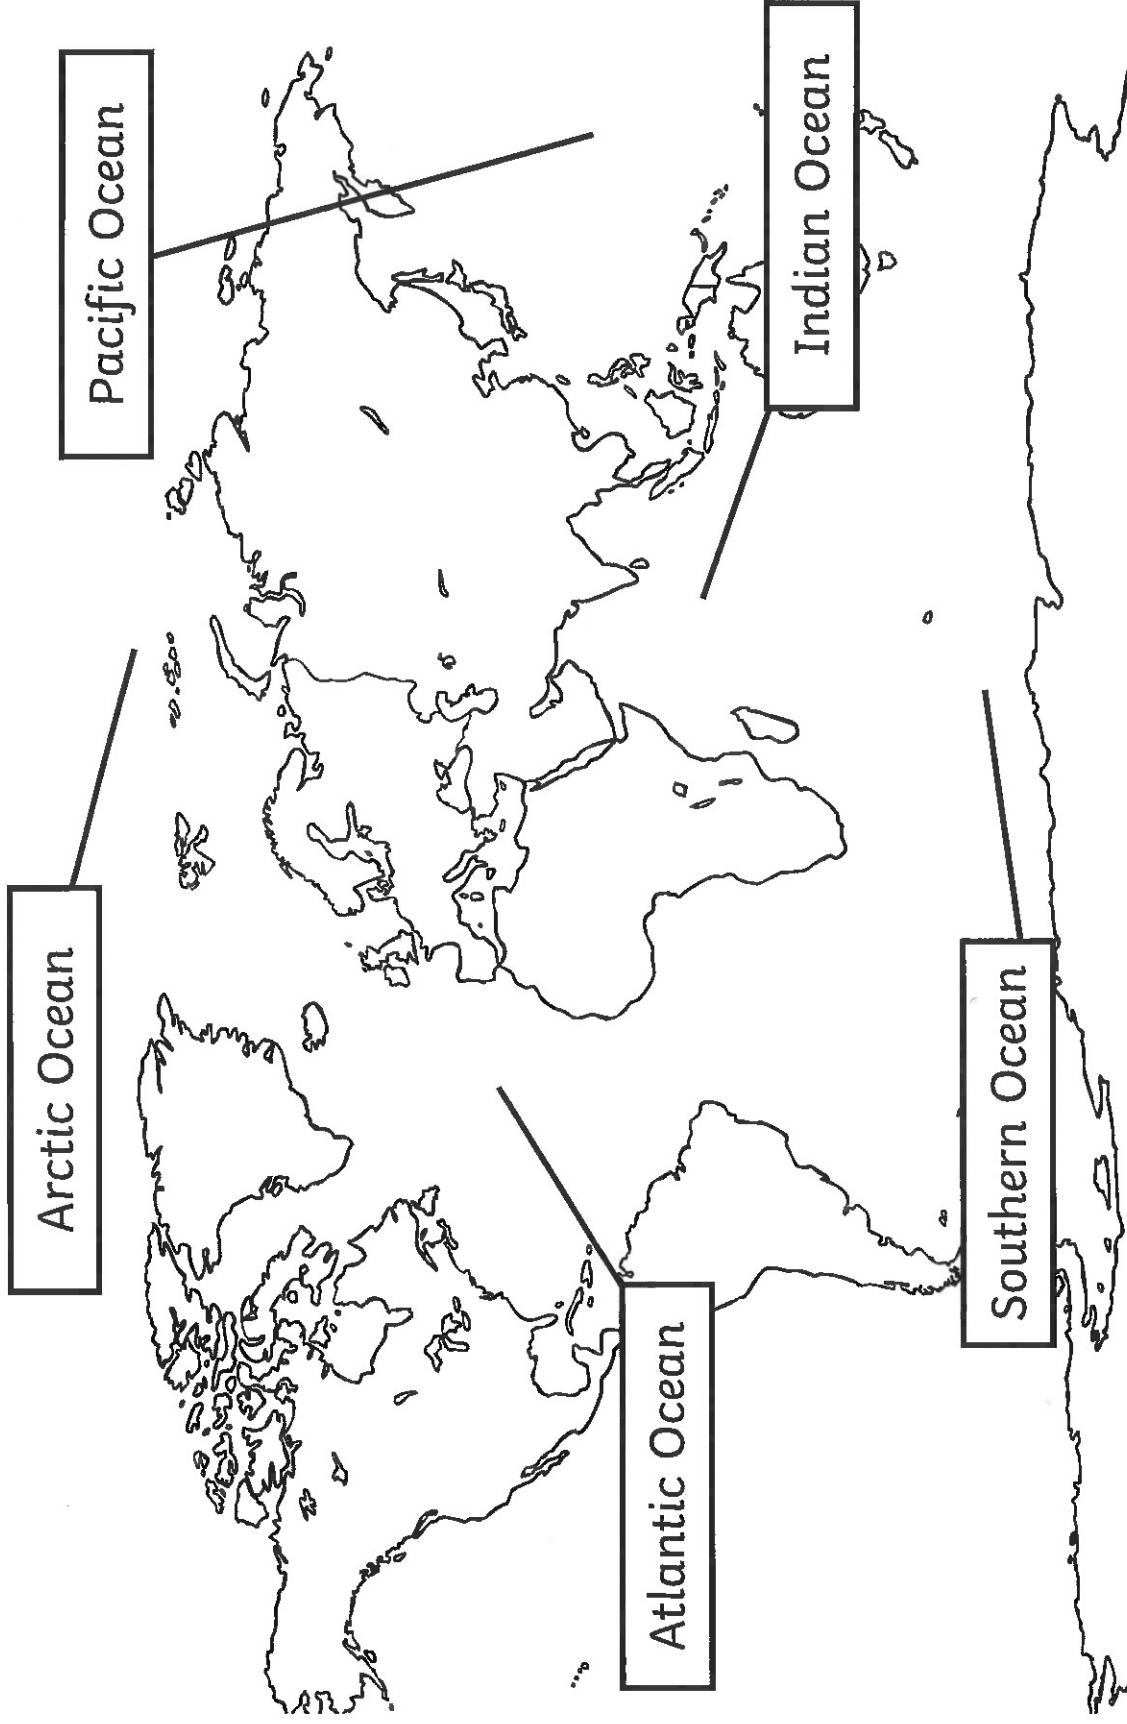 Arctic Ocean
Pacific Ocean
Atlantic Ocean
Indian Ocean
Southern Ocean